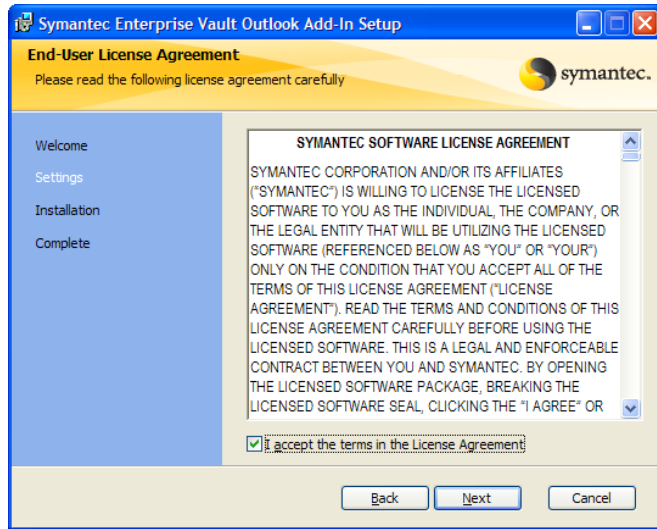 Symantec Enterprise Vault Outlook Add-In Setup
End-User License Agreement
Please read the following license agreement carefully
symantec.
Welcome
Settings
Installation
Complete
SYMANTEC SOFTWARE LICENSE AGREEMENT
SYMANTEC CORPORATION AND/OR ITS AFFILIATES
("SYMANTEC") IS WILLING TO LICENSE THE LICENSED
SOFTWARE TO YOU AS THE INDIVIDUAL, THE COMPANY, OR
THE LEGAL ENTITY THAT WILL BE UTILIZING THE LICENSED
SOFTWARE (REFERENCED BELOW AS "YOU" OR "YOUR")
ONLY ON THE CONDITION THAT YOU ACCEPT ALL OF THE
TERMS OF THIS LICENSE AGREEMENT ("LICENSE
AGREEMENT"). READ THE TERMS AND CONDITIONS OF THIS
LICENSE AGREEMENT CAREFULLY BEFORE USING THE
LICENSED SOFTWARE. THIS IS A LEGAL AND ENFORCEABLE
CONTRACT BETWEEN YOU AND SYMANTEC. BY OPENING
THE LICENSED SOFTWARE PACKAGE, BREAKING THE
LICENSED SOFTWARE SEAL, CLICKING THE "I AGREE" OR
I accept the terms in the License Agreement
Back
Next
Cancel